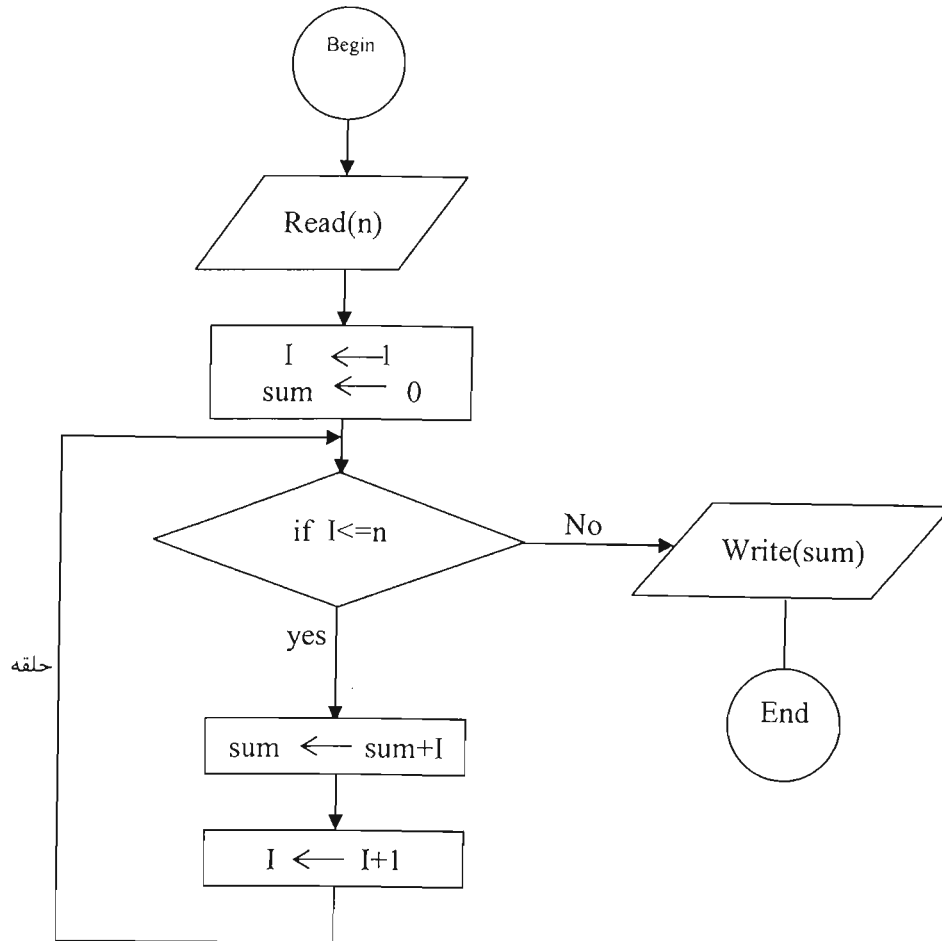 Begin
Read(n)
I ← 1
sum ← 0
if I<=n
No
Write(sum)
yes
End
حلقه
sum ← sum+I
I ← I+1